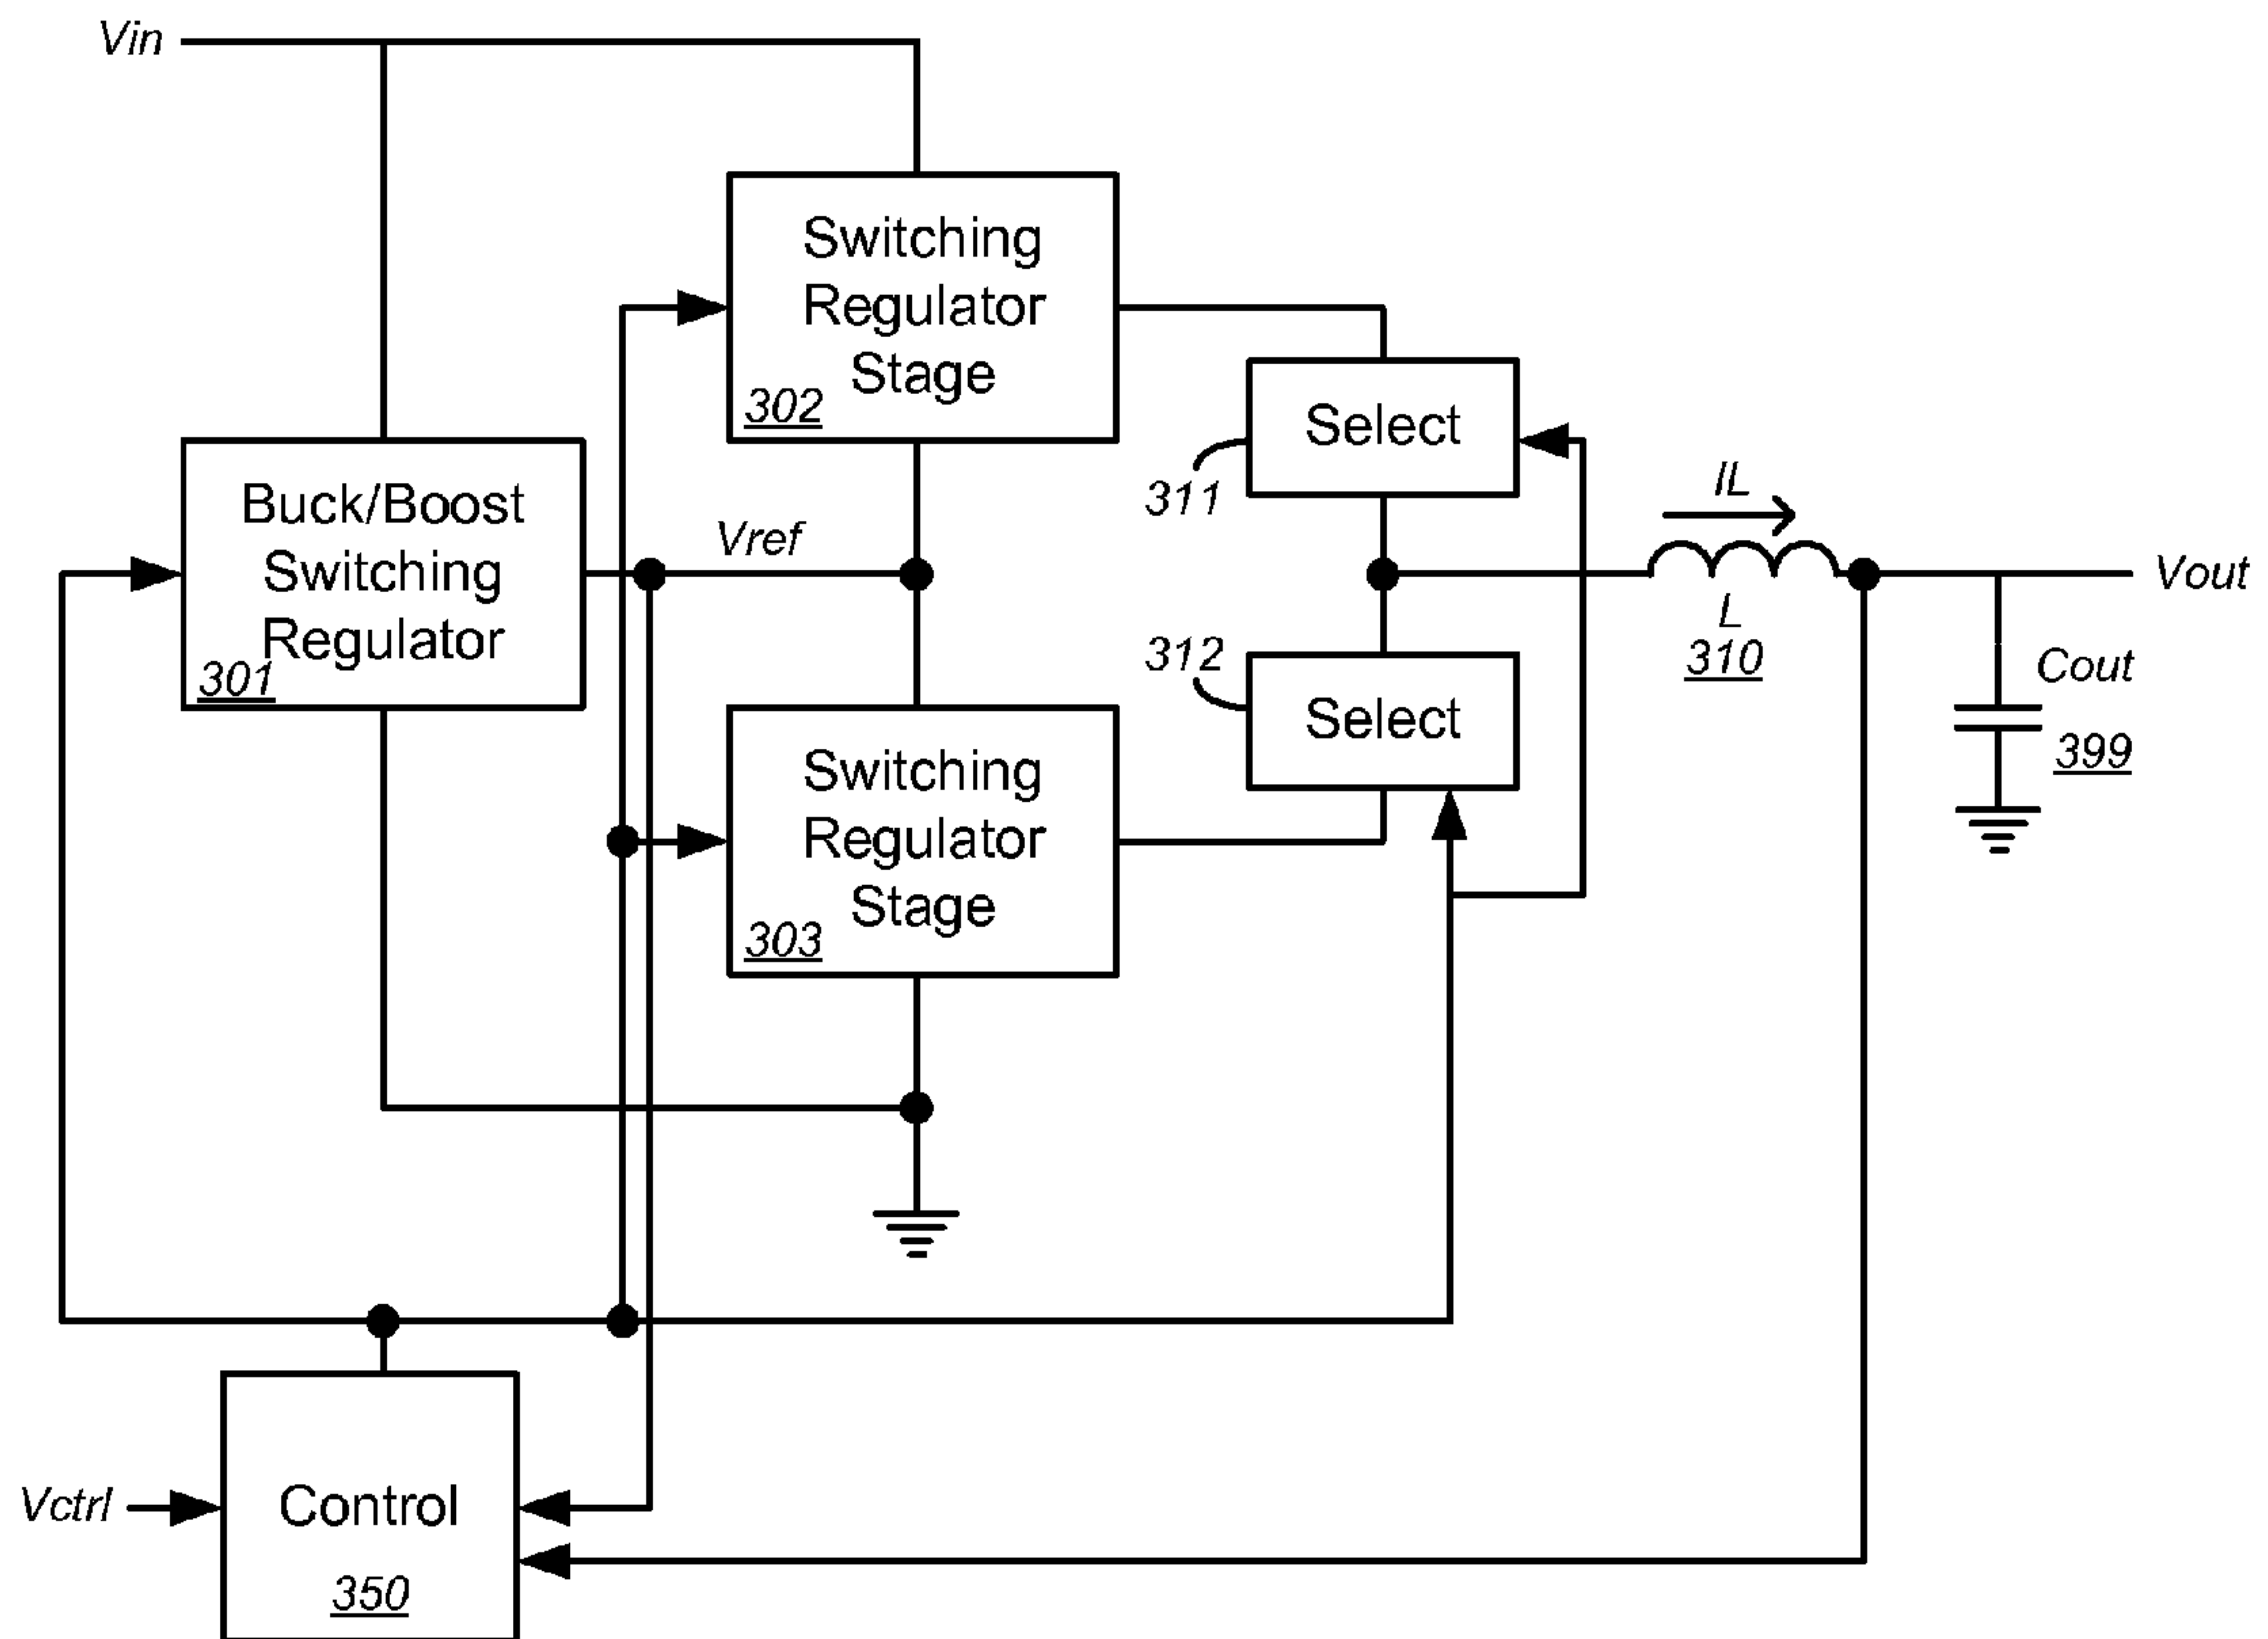 Vin
Switching
Regulator
Stage
302
Select
311
IL
Buck/Boost
Switching
Regulator
301
Vref
Vout
L
310
312
Select
Cout
399
Switching
Regulator
Stage
303
Vctrl
Control
350